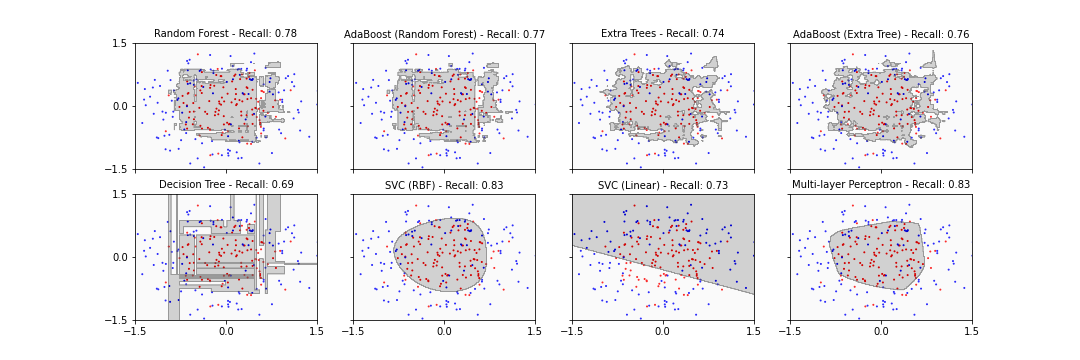 Random Forest - Recall: 0.78
AdaBoost (Random Forest) - Recall: 0.77
Extra Trees - Recall: 0.74
AdaBoost (Extra Tree) - Recall: 0.76
1.5
0.0
−1.5
Decision Tree - Recall: 0.69
SVC (RBF) - Recall: 0.83
SVC (Linear) - Recall: 0.73
Multi-layer Perceptron - Recall: 0.83
1.5
0.0
−1.5
−1.5 0.0 1.5
−1.5 0.0 1.5
−1.5 0.0 1.5
−1.5 0.0 1.5